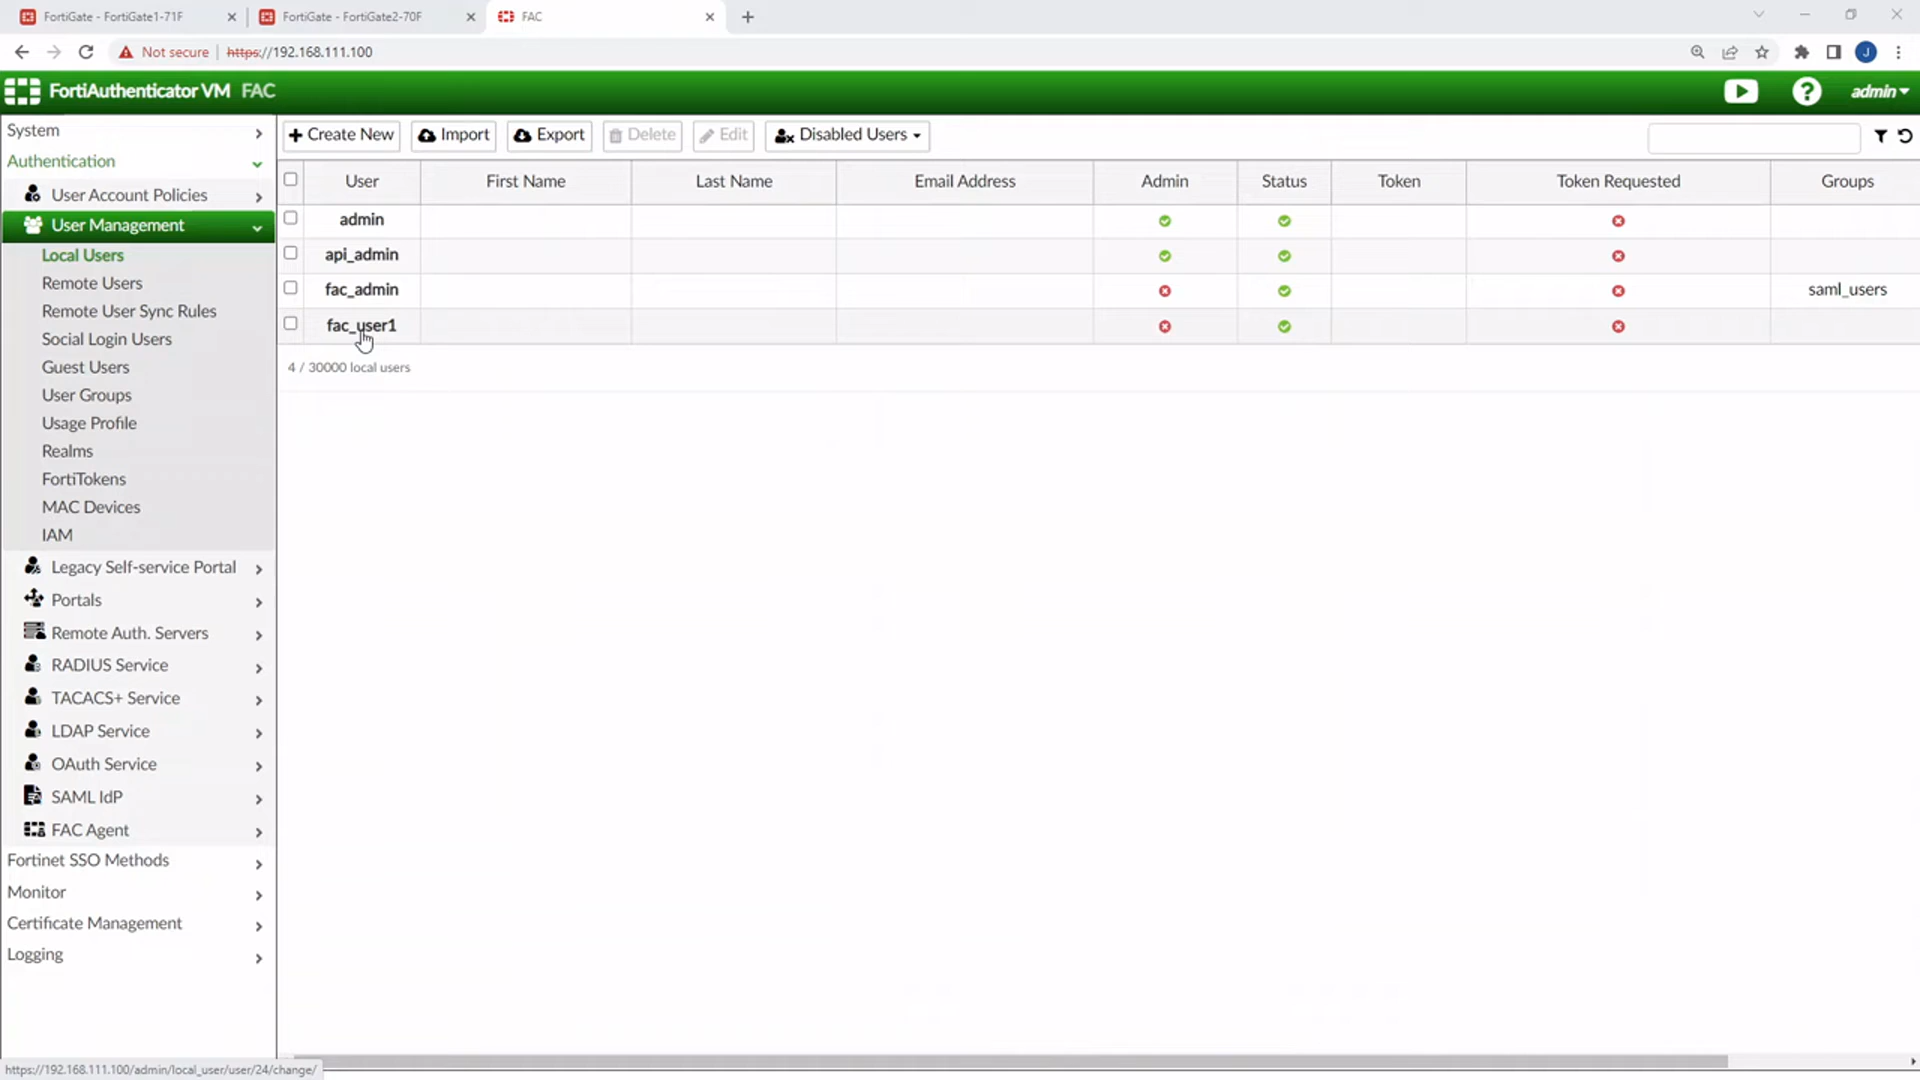 FortiGate - FortiGate1-71F
FortiGate - FortiGate2-70F
FAC
Not secure
https://192.168.111.100
J
FortiAuthenticator VM FAC
admin
System
Authentication
User Account Policies
User Management
Local Users
Remote Users
Remote User Sync Rules
Social Login Users
Guest Users
User Groups
Usage Profile
Realms
FortiTokens
MAC Devices
IAM
Legacy Self-service Portal
Portals
Remote Auth. Servers
RADIUS Service
TACACS+ Service
LDAP Service
OAuth Service
SAML IdP
FAC Agent
Fortinet SSO Methods
Monitor
Certificate Management
Logging
Create New Import Export Delete Edit Disabled Users
User First Name Last Name Email Address Admin Status Token Token Requested Groups
admin
api_admin
fac_admin saml_users
fac_user1
4 / 30000 local users
https://192.168.111.100/admin/local_user/user/24/change/